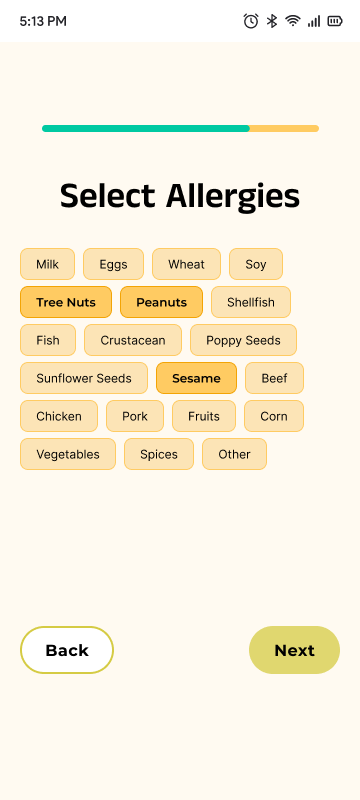 5:13 PM
Select Allergies
Milk Eggs Wheat Soy
Tree Nuts Peanuts Shellfish
Fish Crustacean Poppy Seeds
Sunflower Seeds Sesame Beef
Chicken Pork Fruits Corn
Vegetables Spices Other
Back Next